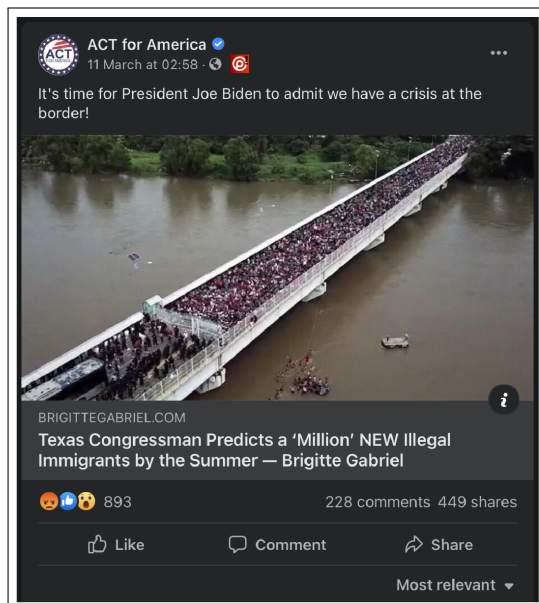 ACT for America
11 March at 02:58 ·
It's time for President Joe Biden to admit we have a crisis at the
border!
BRIGITTEGABRIEL.COM
Texas Congressman Predicts a ‘Million’ NEW Illegal
Immigrants by the Summer — Brigitte Gabriel
893
228 comments 449 shares
Like Comment Share
Most relevant